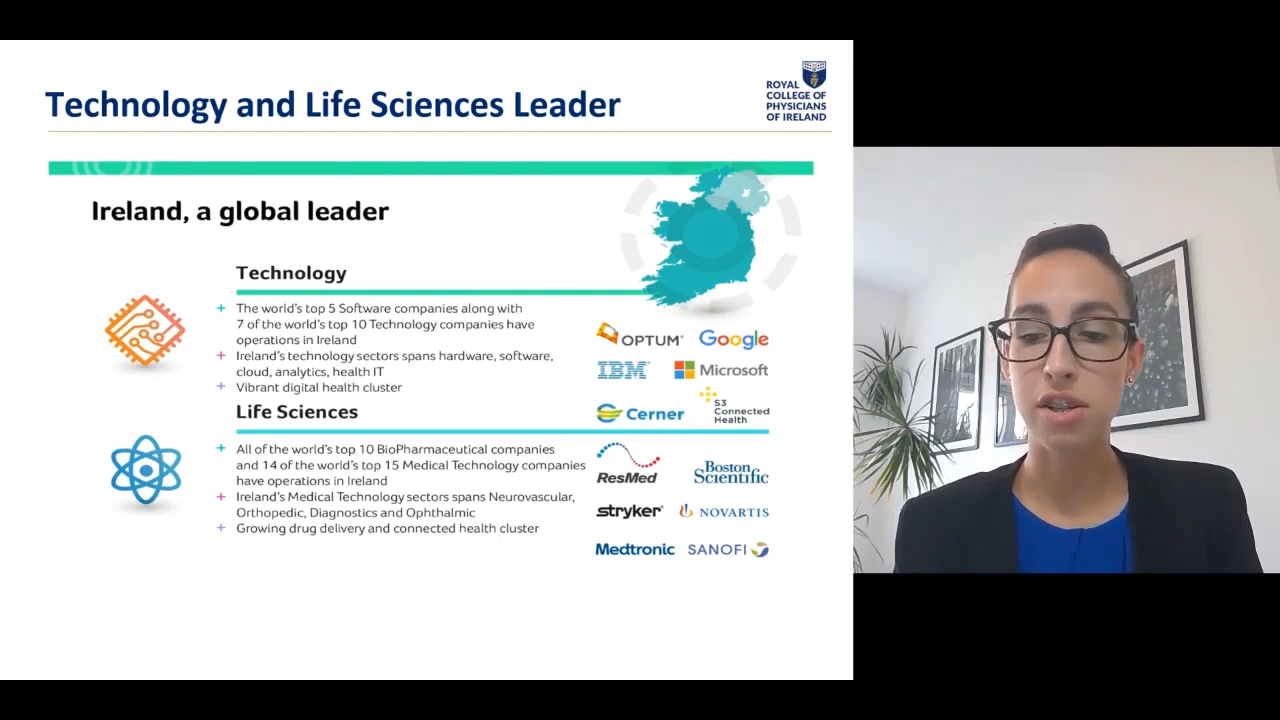 Technology and Life Sciences Leader
ROYAL
COLLEGE OF
PHYSICIANS
OF IRELAND
Ireland, a global leader
Technology
+ The world's top 5 Software companies along with
7 of the world's top 10 Technology companies have
operations in Ireland
+ Ireland's technology sectors spans hardware, software,
cloud, analytics, health IT
+ Vibrant digital health cluster
OPTUM®
Google
IBM
Microsoft
Cerner
S3
Connected
Health
Life Sciences
+ All of the world's top 10 BioPharmaceutical companies
and 14 of the world's top 15 Medical Technology companies
have operations in Ireland
+ Ireland's Medical Technology sectors spans Neurovascular,
Orthopedic, Diagnostics and Ophthalmic
+ Growing drug delivery and connected health cluster
ResMed
Boston
Scientific
stryker®
NOVARTIS
Medtronic
SANOFI